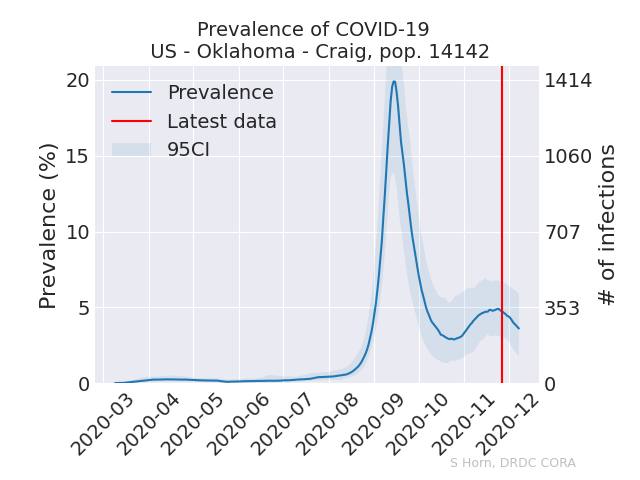 Prevalence of COVID-19
US - Oklahoma - Craig, pop. 14142
Prevalence (%)
20
15
10
5
0
Prevalence
Latest data
95CI
1414
1060
707
353
0
# of infections
2020-03
2020-04
2020-05
2020-06
2020-07
2020-08
2020-09
2020-10
2020-11
2020-12
S Horn, DRDC CORA